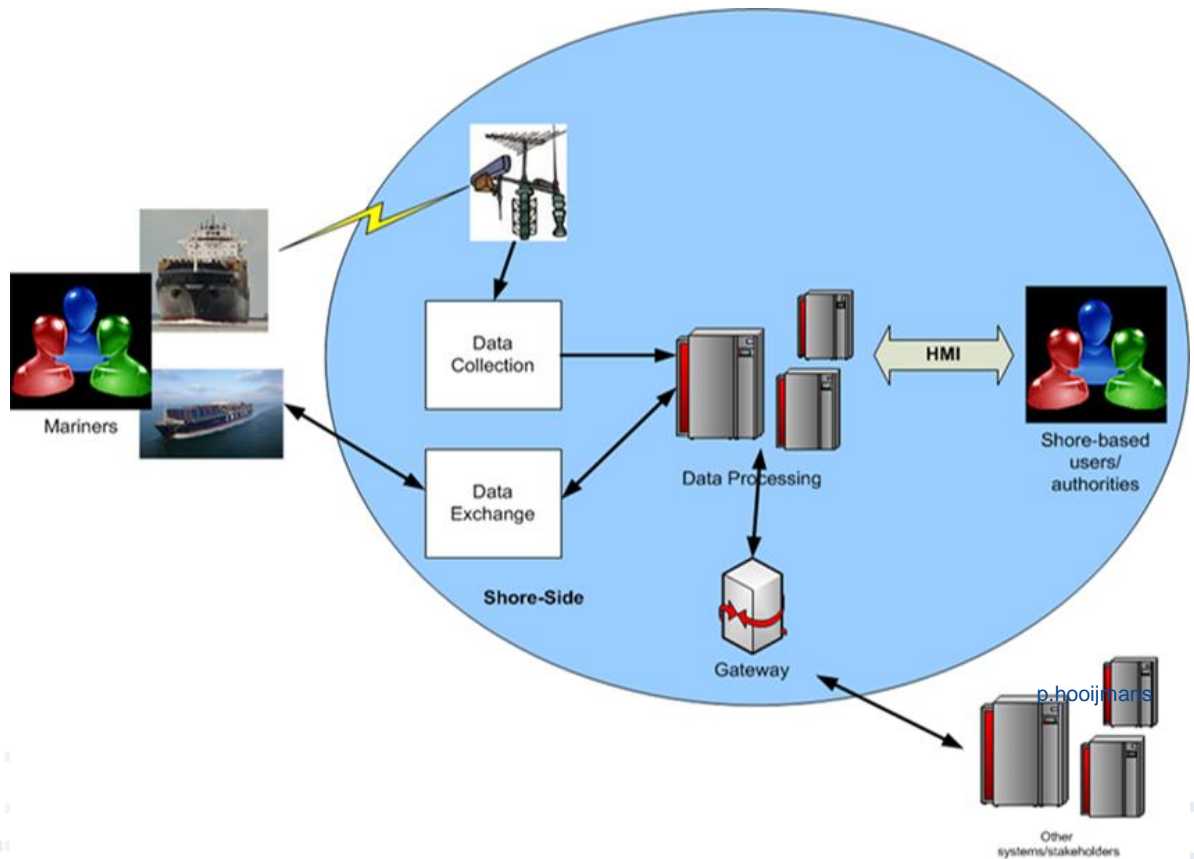 Mariners
Data
Collection
Data
Exchange
Shore-Side
Data Processing
HMI
Shore-based
users/
authorities
Gateway
p.hooijmans
Other
systems/stakeholders